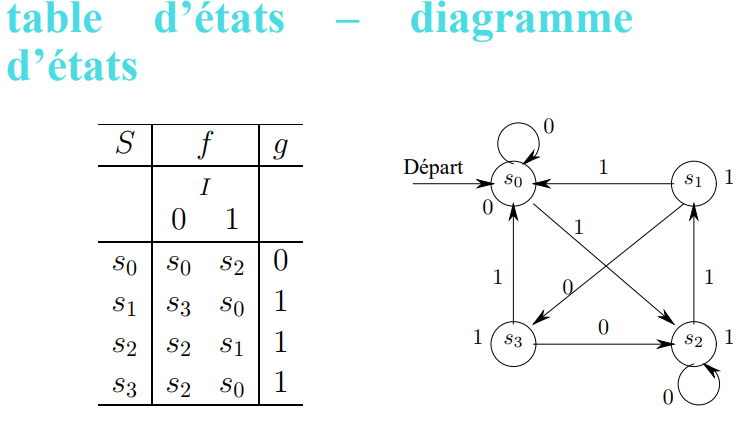 table d’états – diagramme
d’états
S f g
I
0 1
s₀ s₀ s₂ 0
s₁ s₃ s₀ 1
s₂ s₂ s₁ 1
s₃ s₂ s₀ 1
0
Départ
s₀
1
s₁
1
0
1
1
0
1
1
s₃
0
s₂
1
0